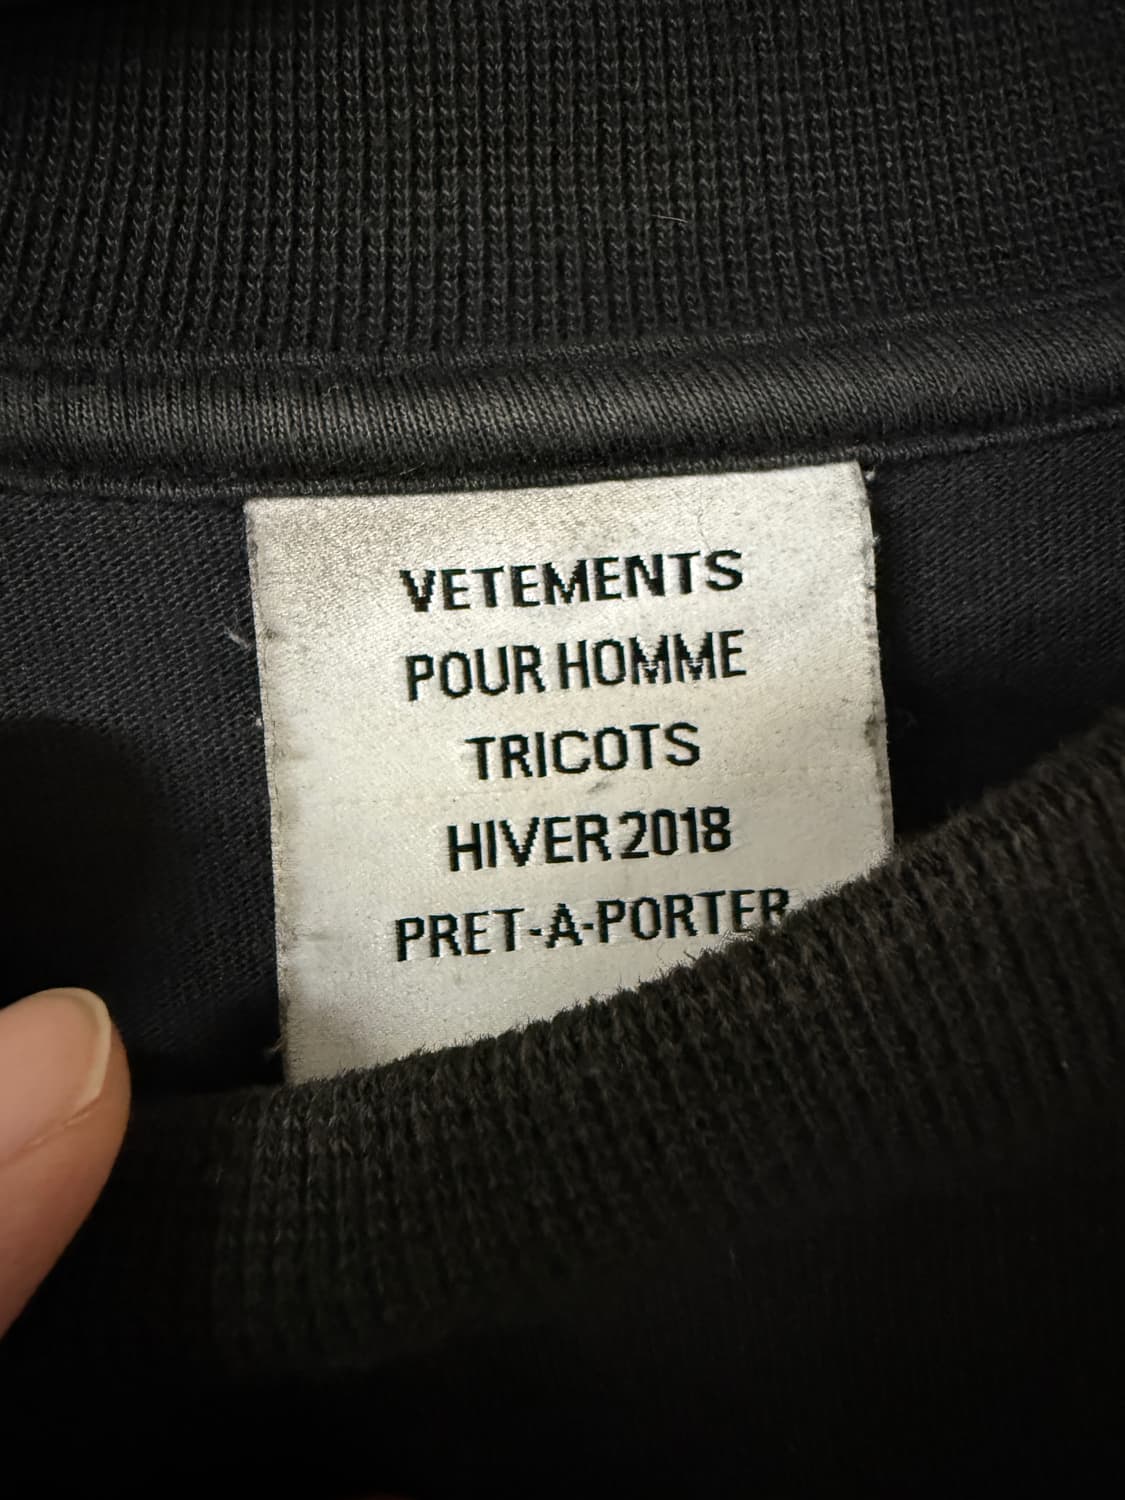 VETEMENTS
POUR HOMME
TRICOTS
HIVER 2018
PRET-A-PORTER